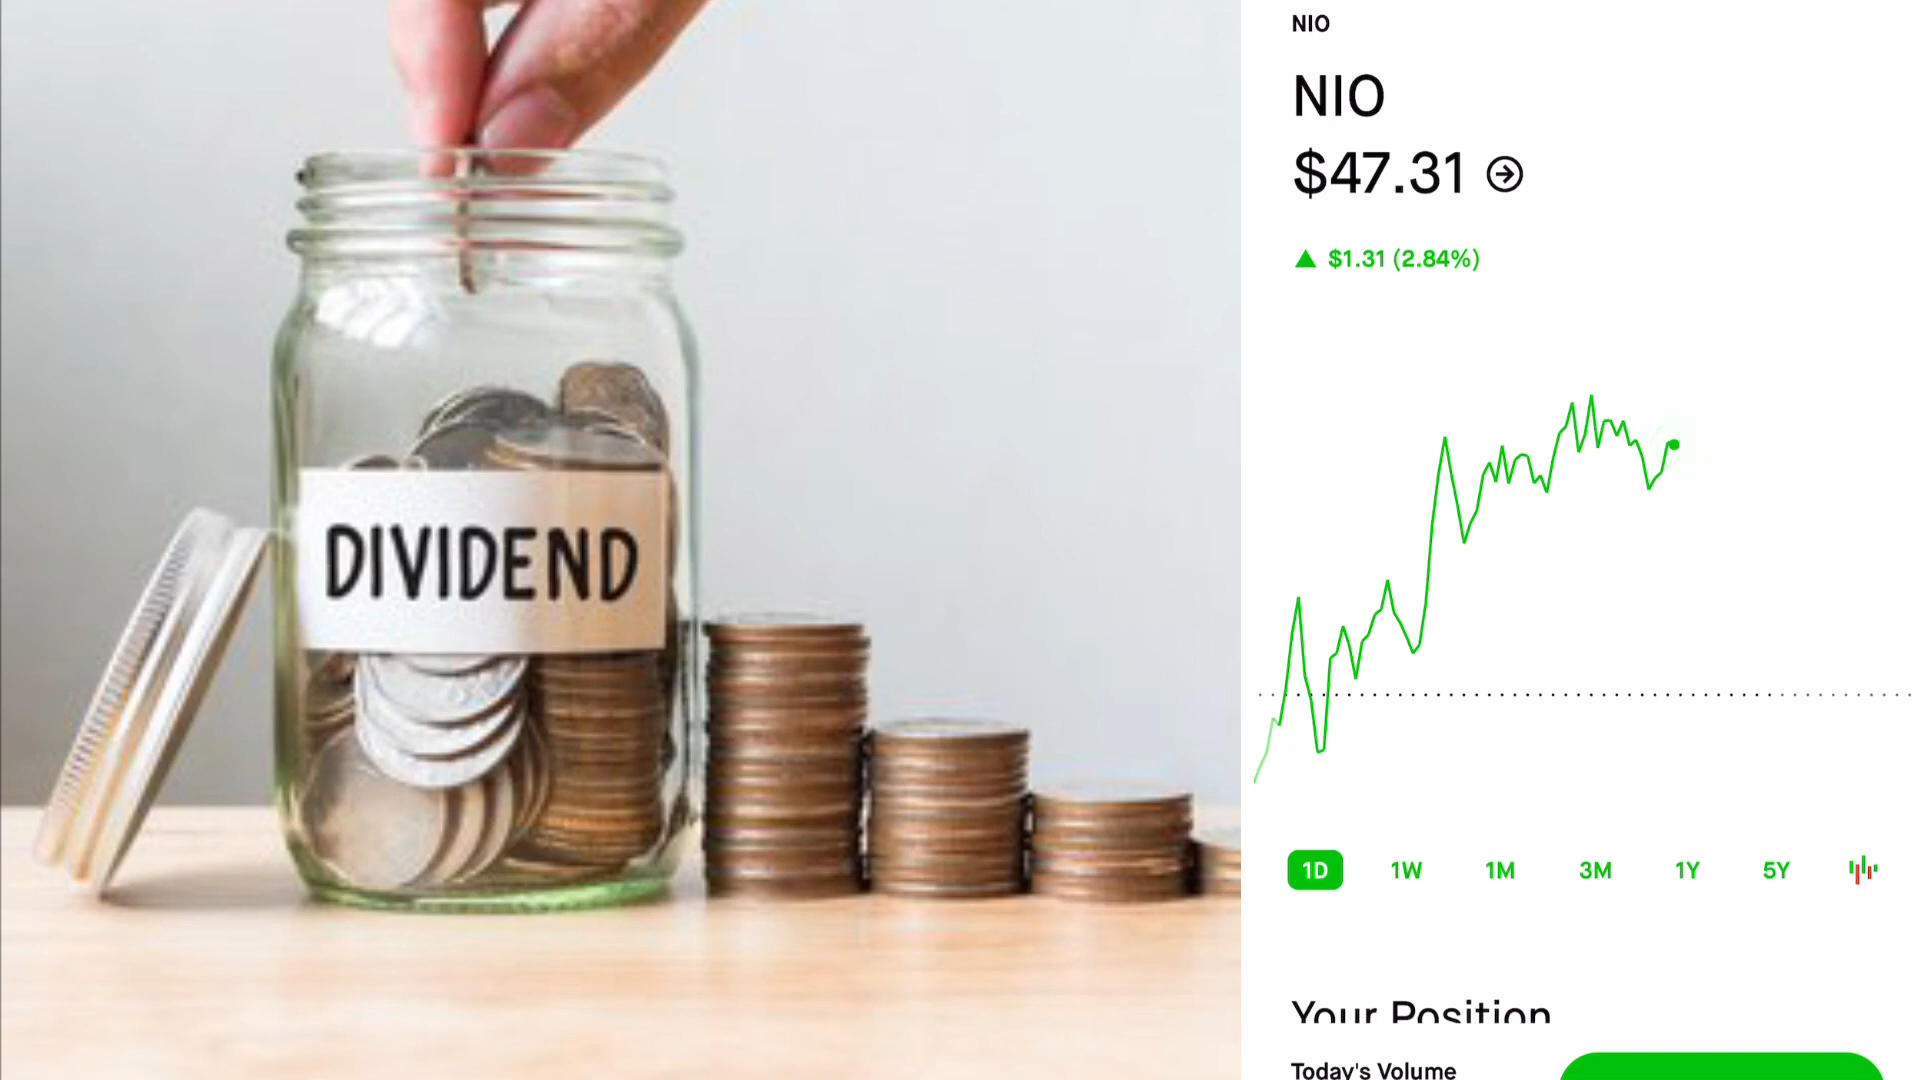 DIVIDEND
NIO
NIO
$47.31
$1.31 (2.84%)
1D 1W 1M 3M 1Y 5Y
Your Position
Today's Volume